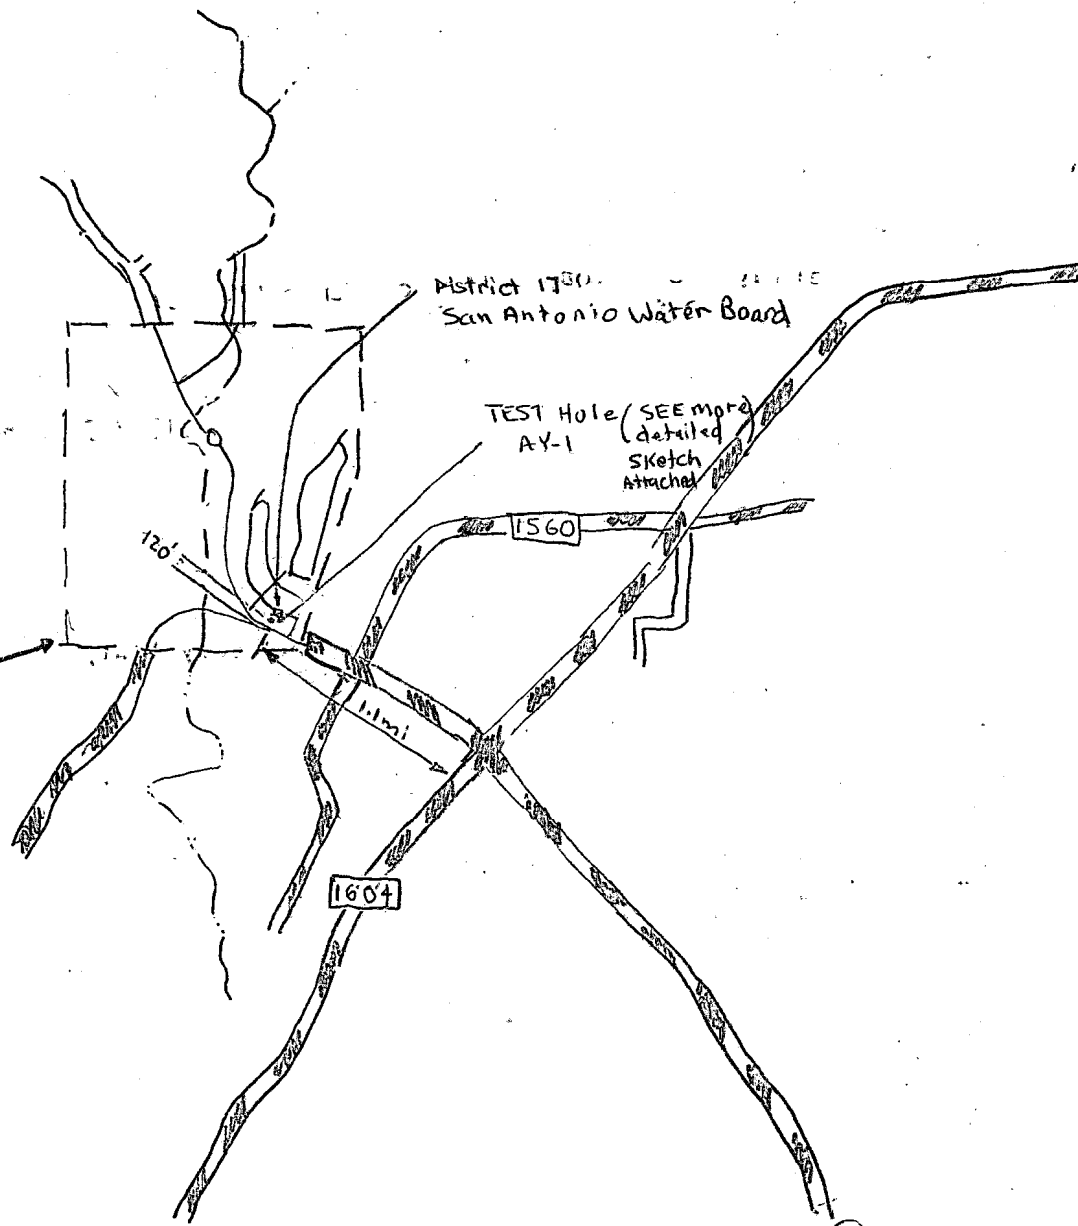 District
San Antonio Water Board
TEST Hole (SEE more
AY-1 detailed)
Sketch
Attached
1560
120'
1.1mi
1604